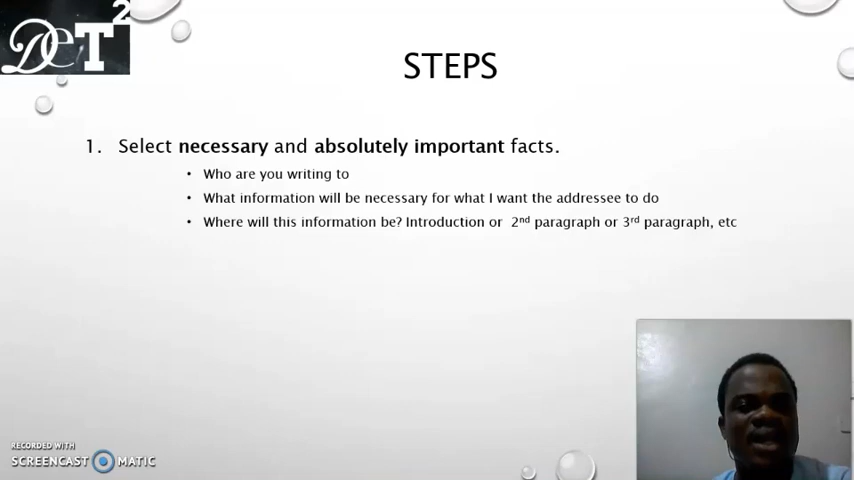 DeT²
STEPS
1. Select necessary and absolutely important facts.
• Who are you writing to
• What information will be necessary for what I want the addressee to do
• Where will this information be? Introduction or 2nd paragraph or 3rd paragraph, etc
RECORDED WITH
SCREENCAST MATIC